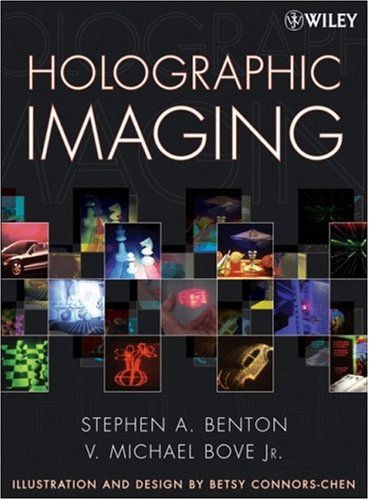 WILEY
HOLOGRAPHIC
IMAGING
STEPHEN A. BENTON
V. MICHAEL BOVE JR.
ILLUSTRATION AND DESIGN BY BETSY CONNORS-CHEN